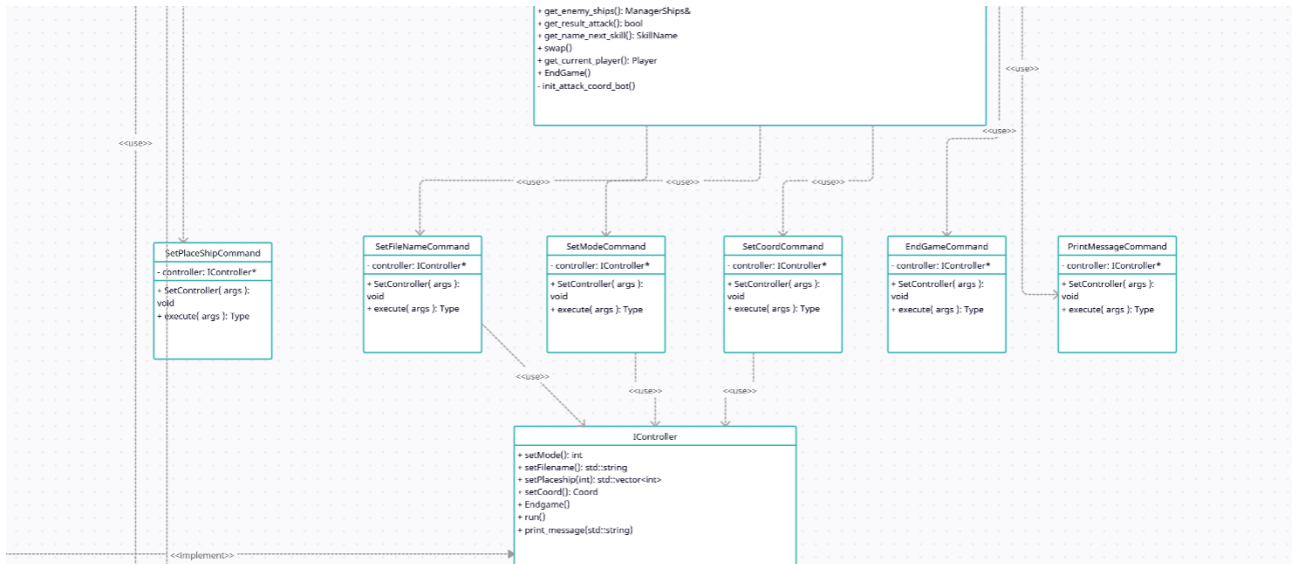 + get_enemy_ships(): ManagerShips&
+ get_result_attack(): bool
+ get_name_next_skill(): SkillName
+ swap()
+ get_current_player(): Player
+ EndGame()
- init_attack_coord_bot()
<<use>>
<<use>>
<<use>>
<<use>>
<<use>>
<<use>>
SetPlaceShipCommand
- controller: IController*
+ SetController( args ):
void
+ execute( args ): Type
SetFileNameCommand
- controller: IController*
+ SetController( args ):
void
+ execute( args ): Type
SetModeCommand
- controller: IController*
+ SetController( args ):
void
+ execute( args ): Type
SetCoordCommand
- controller: IController*
+ SetController( args ):
void
+ execute( args ): Type
EndGameCommand
- controller: IController*
+ SetController( args ):
void
+ execute( args ): Type
PrintMessageCommand
- controller: IController*
+ SetController( args ):
void
+ execute( args ): Type
<<use>>
<<use>>
<<use>>
IController
+ setMode(): int
+ setFilename(): std::string
+ setPlaceship(int): std::vector<int>
+ setCoord(): Coord
+ Endgame()
+ run()
+ print_message(std::string)
<<implement>>